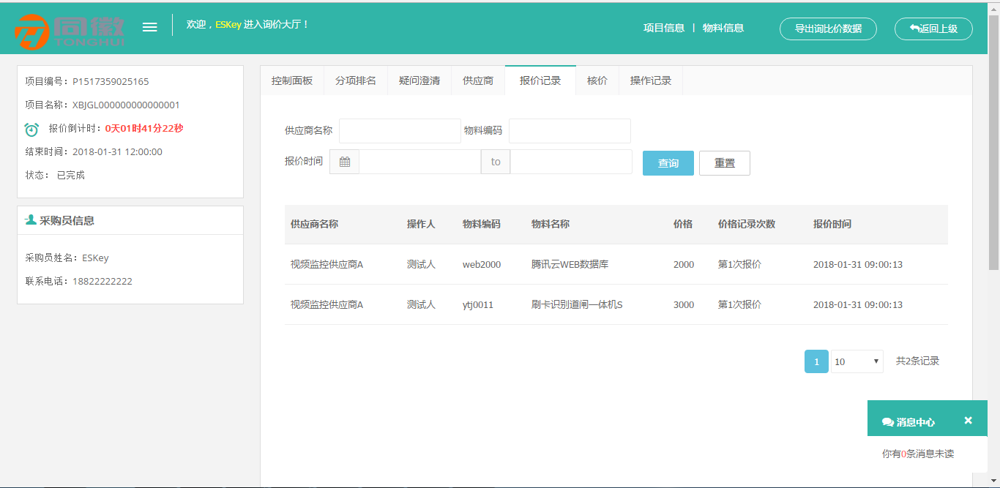 同徽
TONGHUI
欢迎，ESKey 进入询价大厅！
项目信息 | 物料信息
导出询比价数据
返回上级
项目编号：P1517359025165
项目名称：XBJGL000000000000001
报价倒计时：0天01时41分22秒
结束时间：2018-01-31 12:00:00
状态： 已完成
采购员信息
采购员姓名：ESKey
联系电话：18822222222
控制面板 分项排名 疑问澄清 供应商 报价记录 核价 操作记录
供应商名称 物料编码
报价时间 to 查询 重置
供应商名称 操作人 物料编码 物料名称 价格 价格记录次数 报价时间
视频监控供应商A 测试人 web2000 腾讯云WEB数据库 2000 第1次报价 2018-01-31 09:00:13
视频监控供应商A 测试人 ytj0011 刷卡识别道闸一体机S 3000 第1次报价 2018-01-31 09:00:13
1 10 共2条记录
消息中心 ×
你有0条消息未读